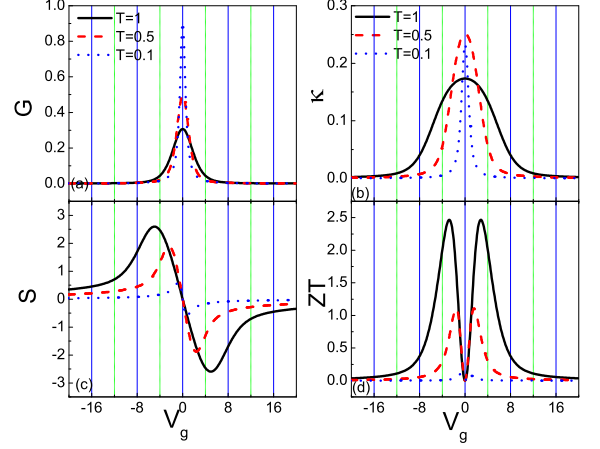 1.0
0.8
0.6
0.4
0.2
0.0
G
T=1
T=0.5
T=0.1
(a)
0.3
0.2
0.1
0.0
κ
T=1
T=0.5
T=0.1
(b)
3
2
1
0
-1
-2
-3
S
(c)
-16 -8 0 8 16
Vg
2.5
2.0
1.5
1.0
0.5
0.0
ZT
(d)
-16 -8 0 8 16
Vg